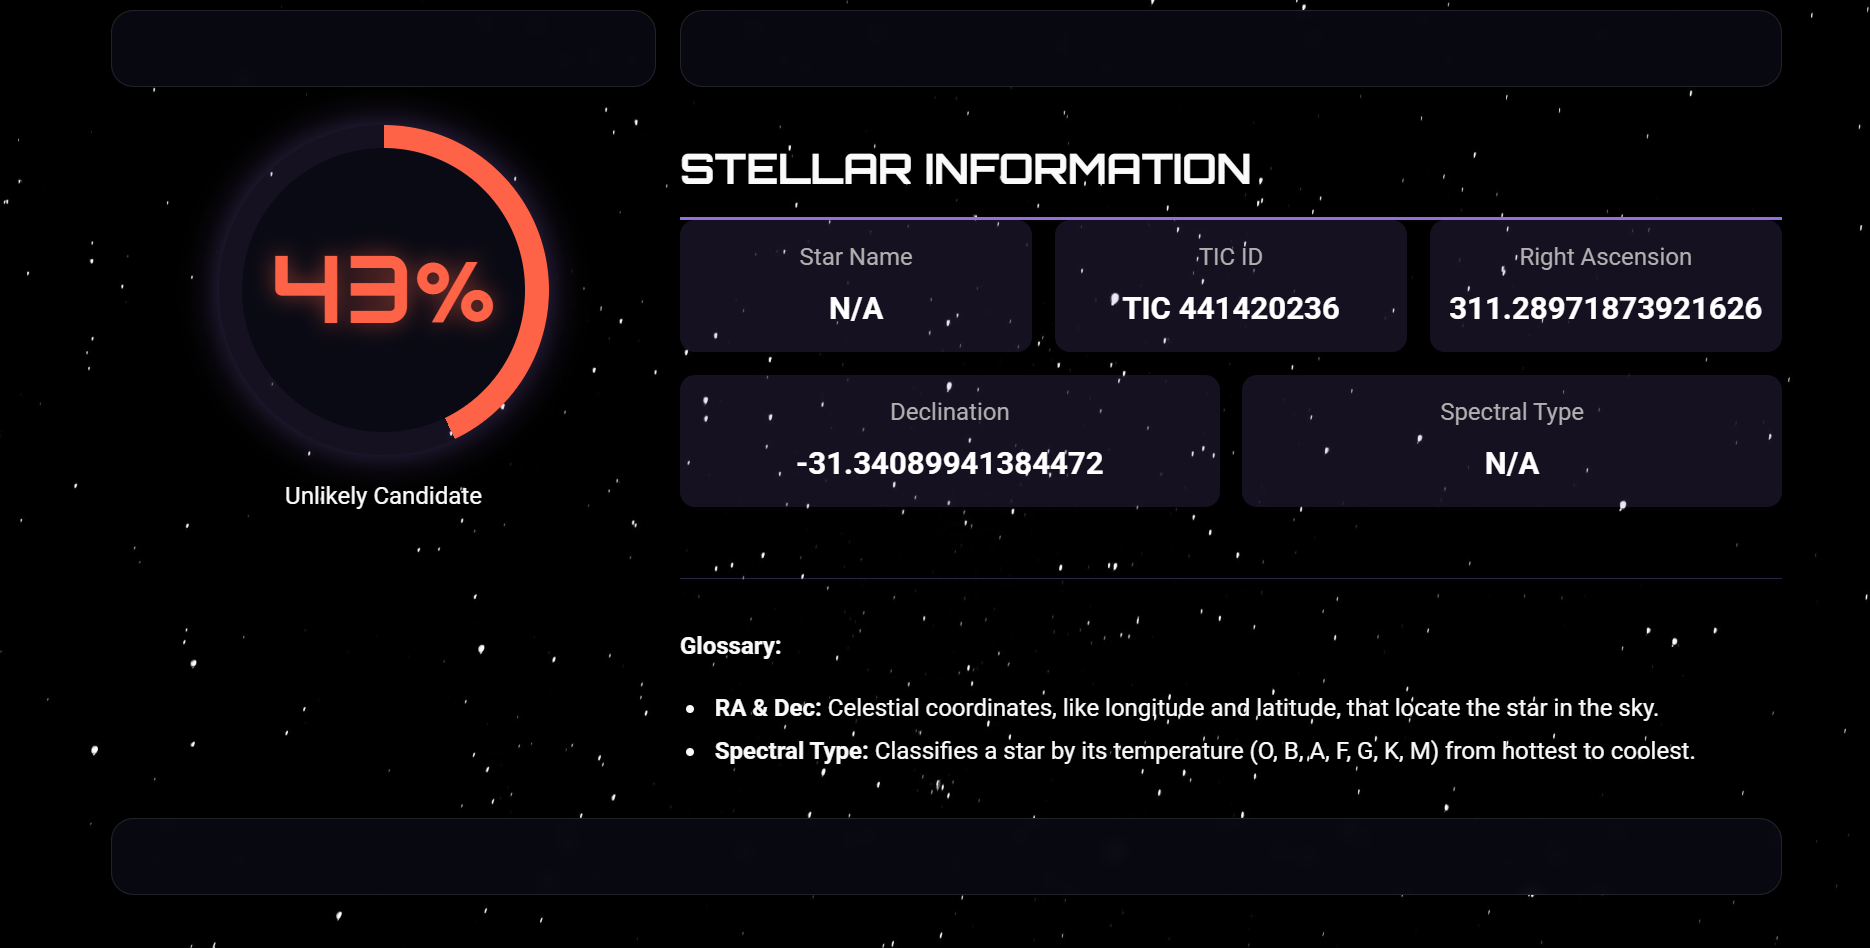 43%
Unlikely Candidate
STELLAR INFORMATION
Star Name
N/A
TIC ID
TIC 441420236
Right Ascension
311.28971873921626
Declination
-31.34089941384472
Spectral Type
N/A
Glossary:
• RA & Dec: Celestial coordinates, like longitude and latitude, that locate the star in the sky.
• Spectral Type: Classifies a star by its temperature (O, B, A, F, G, K, M) from hottest to coolest.